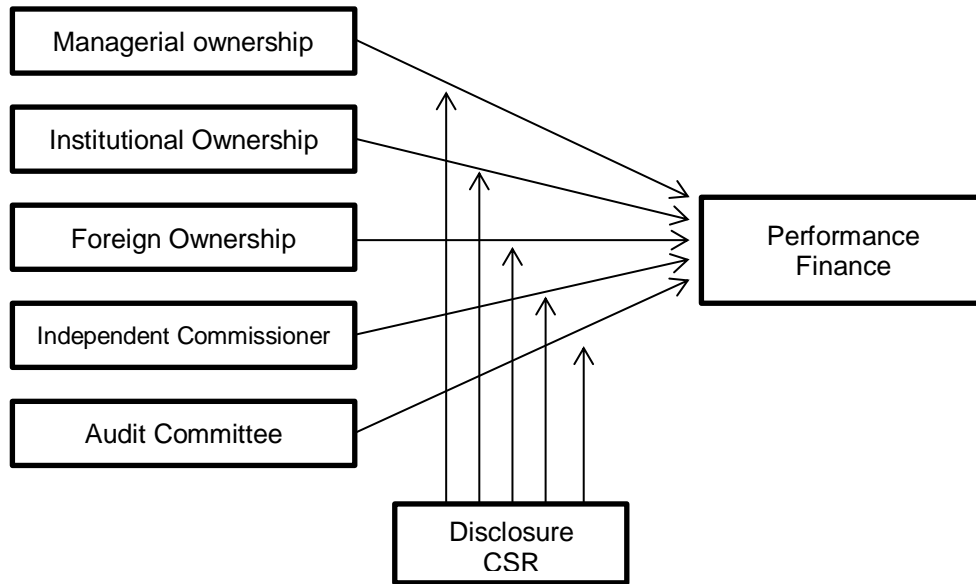 Managerial ownership
Institutional Ownership
Foreign Ownership
Independent Commissioner
Audit Committee
Performance
Finance
Disclosure
CSR